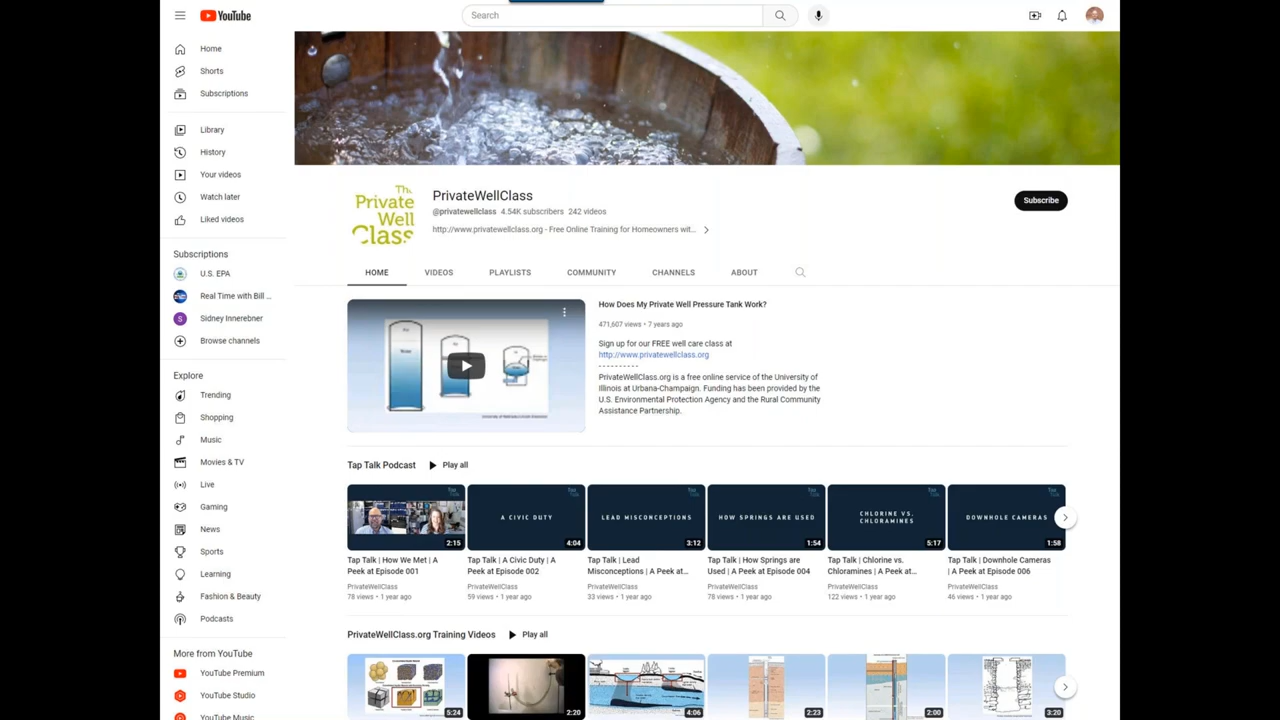 YouTube
Search
Home
Shorts
Subscriptions
Library
History
Your videos
Watch later
Liked videos
Subscriptions
U.S. EPA
Real Time with Bill ...
S
Sidney Innerebner
Browse channels
Explore
Trending
Shopping
Music
Movies & TV
Live
Gaming
News
Sports
Learning
Fashion & Beauty
Podcasts
More from YouTube
YouTube Premium
YouTube Studio
YouTube Music
The
Private
Well
Class
PrivateWellClass
@privatewellclass 4.54K subscribers 242 videos
http://www.privatewellclass.org - Free Online Training for Homeowners wit...
Subscribe
HOME VIDEOS PLAYLISTS COMMUNITY CHANNELS ABOUT
How Does My Private Well Pressure Tank Work?
471,607 views • 7 years ago
Sign up for our FREE well care class at
http://www.privatewellclass.org
- - - - - - - - - -
PrivateWellClass.org is a free online service of the University of
Illinois at Urbana-Champaign. Funding has been provided by the
U.S. Environmental Protection Agency and the Rural Community
Assistance Partnership.
Tap Talk Podcast Play all
2:15
A CIVIC DUTY
4:04
LEAD MISCONCEPTIONS
3:12
HOW SPRINGS ARE USED
1:54
CHLORINE VS.
CHLORAMINES
5:17
DOWNHOLE CAMERAS
1:58
Tap Talk | How We Met | A
Peek at Episode 001
PrivateWellClass
78 views • 1 year ago
Tap Talk | A Civic Duty | A
Peek at Episode 002
PrivateWellClass
59 views • 1 year ago
Tap Talk | Lead
Misconceptions | A Peek at...
PrivateWellClass
33 views • 1 year ago
Tap Talk | How Springs are
Used | A Peek at Episode 004
PrivateWellClass
78 views • 1 year ago
Tap Talk | Chlorine vs.
Chloramines | A Peek at...
PrivateWellClass
122 views • 1 year ago
Tap Talk | Downhole Cameras
| A Peek at Episode 006
PrivateWellClass
46 views • 1 year ago
PrivateWellClass.org Training Videos Play all
5:24
2:20
4:06
2:23
2:00
3:20